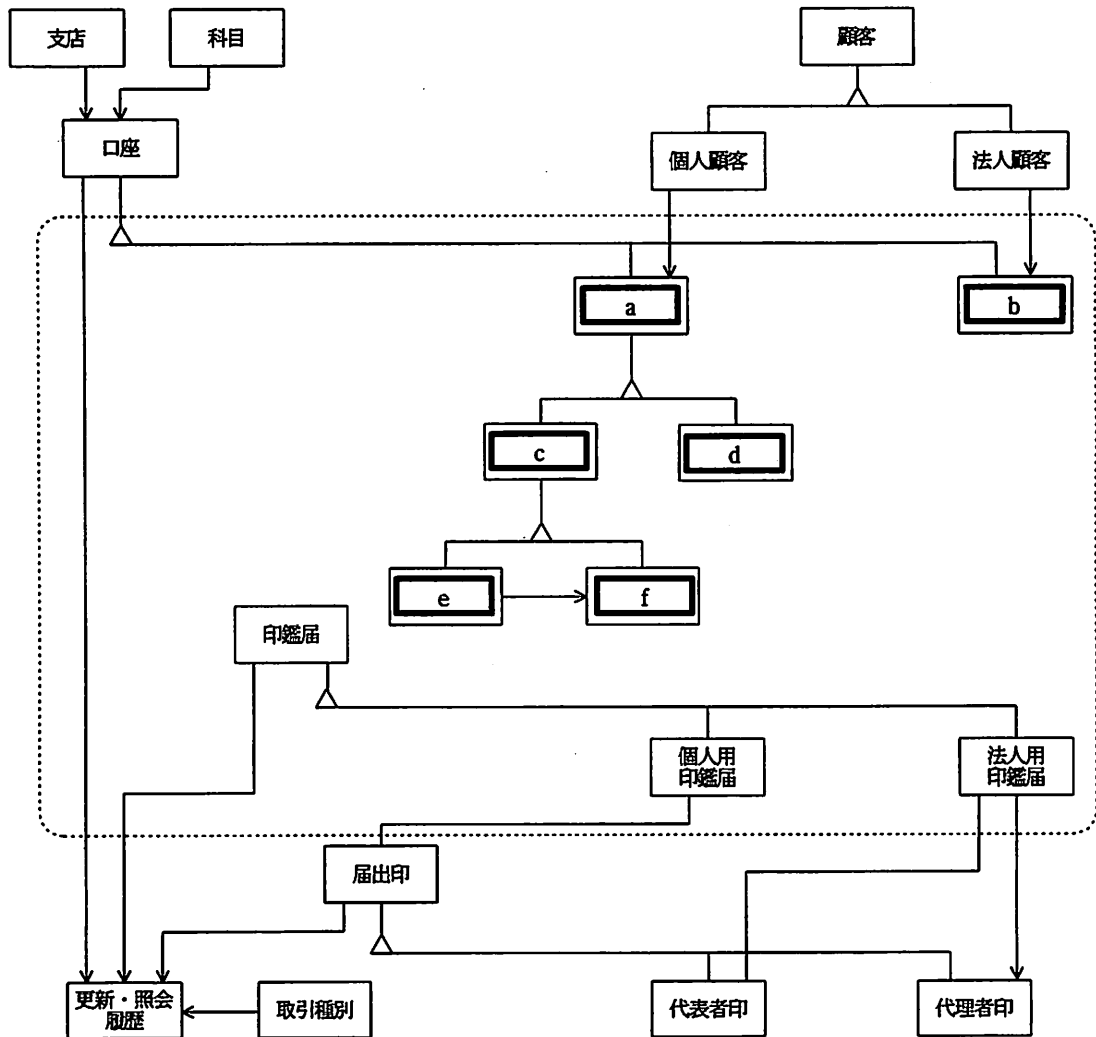 支店
科目
顧客
口座
個人顧客
法人顧客
a
b
c
d
e
f
印鑑届
個人用
印鑑届
法人用
印鑑届
届出印
更新・照会
履歴
取引種別
代表者印
代理者印